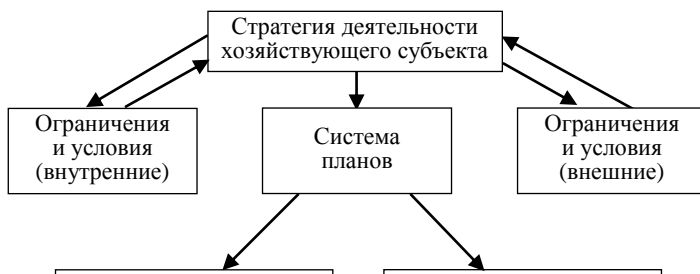 Стратегия деятельности
хозяйствующего субъекта
Ограничения
и условия
(внутренние)
Система
планов
Ограничения
и условия
(внешние)